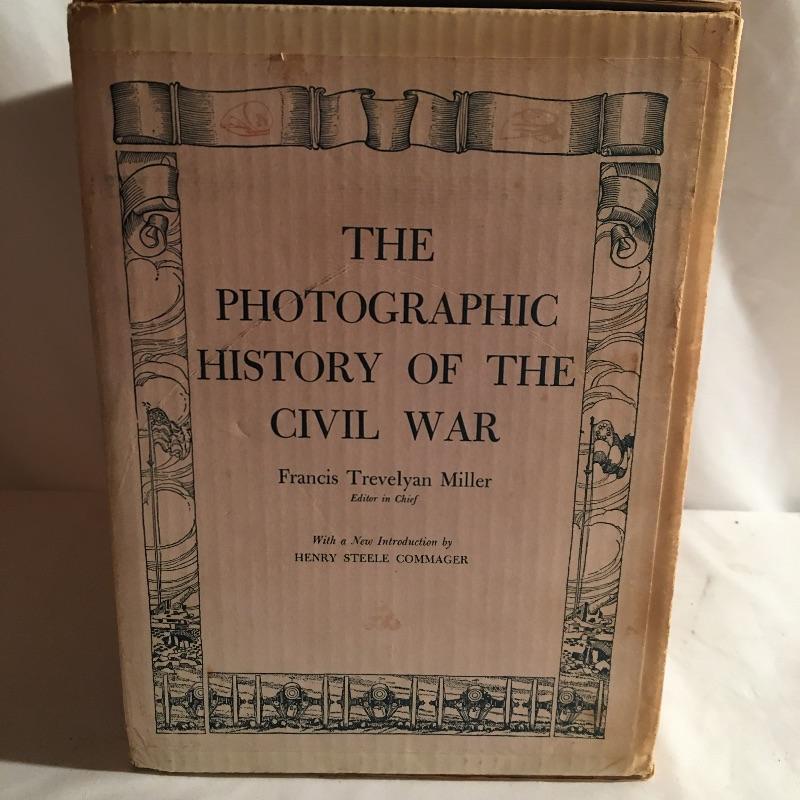 THE
PHOTOGRAPHIC
HISTORY OF THE
CIVIL WAR
Francis Trevelyan Miller
Editor in Chief
With a New Introduction by
HENRY STEELE COMMAGER